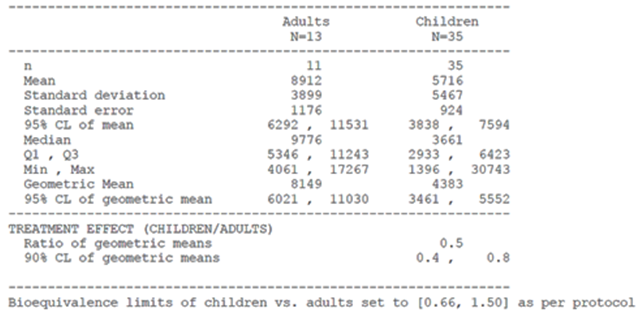 Adults Children
N=13 N=35
n 11 35
Mean 8912 5716
Standard deviation 3899 5467
Standard error 1176 924
95% CL of mean 6292 , 11531 3838 , 7594
Median 9776 3661
Q1 , Q3 5346 , 11243 2933 , 6423
Min , Max 4061 , 17267 1396 , 30743
Geometric Mean 8149 4383
95% CL of geometric mean 6021 , 11030 3461 , 5552
TREATMENT EFFECT (CHILDREN/ADULTS)
Ratio of geometric means 0.5
90% CL of geometric means 0.4 , 0.8
Bioequivalence limits of children vs. adults set to [0.66, 1.50] as per protocol